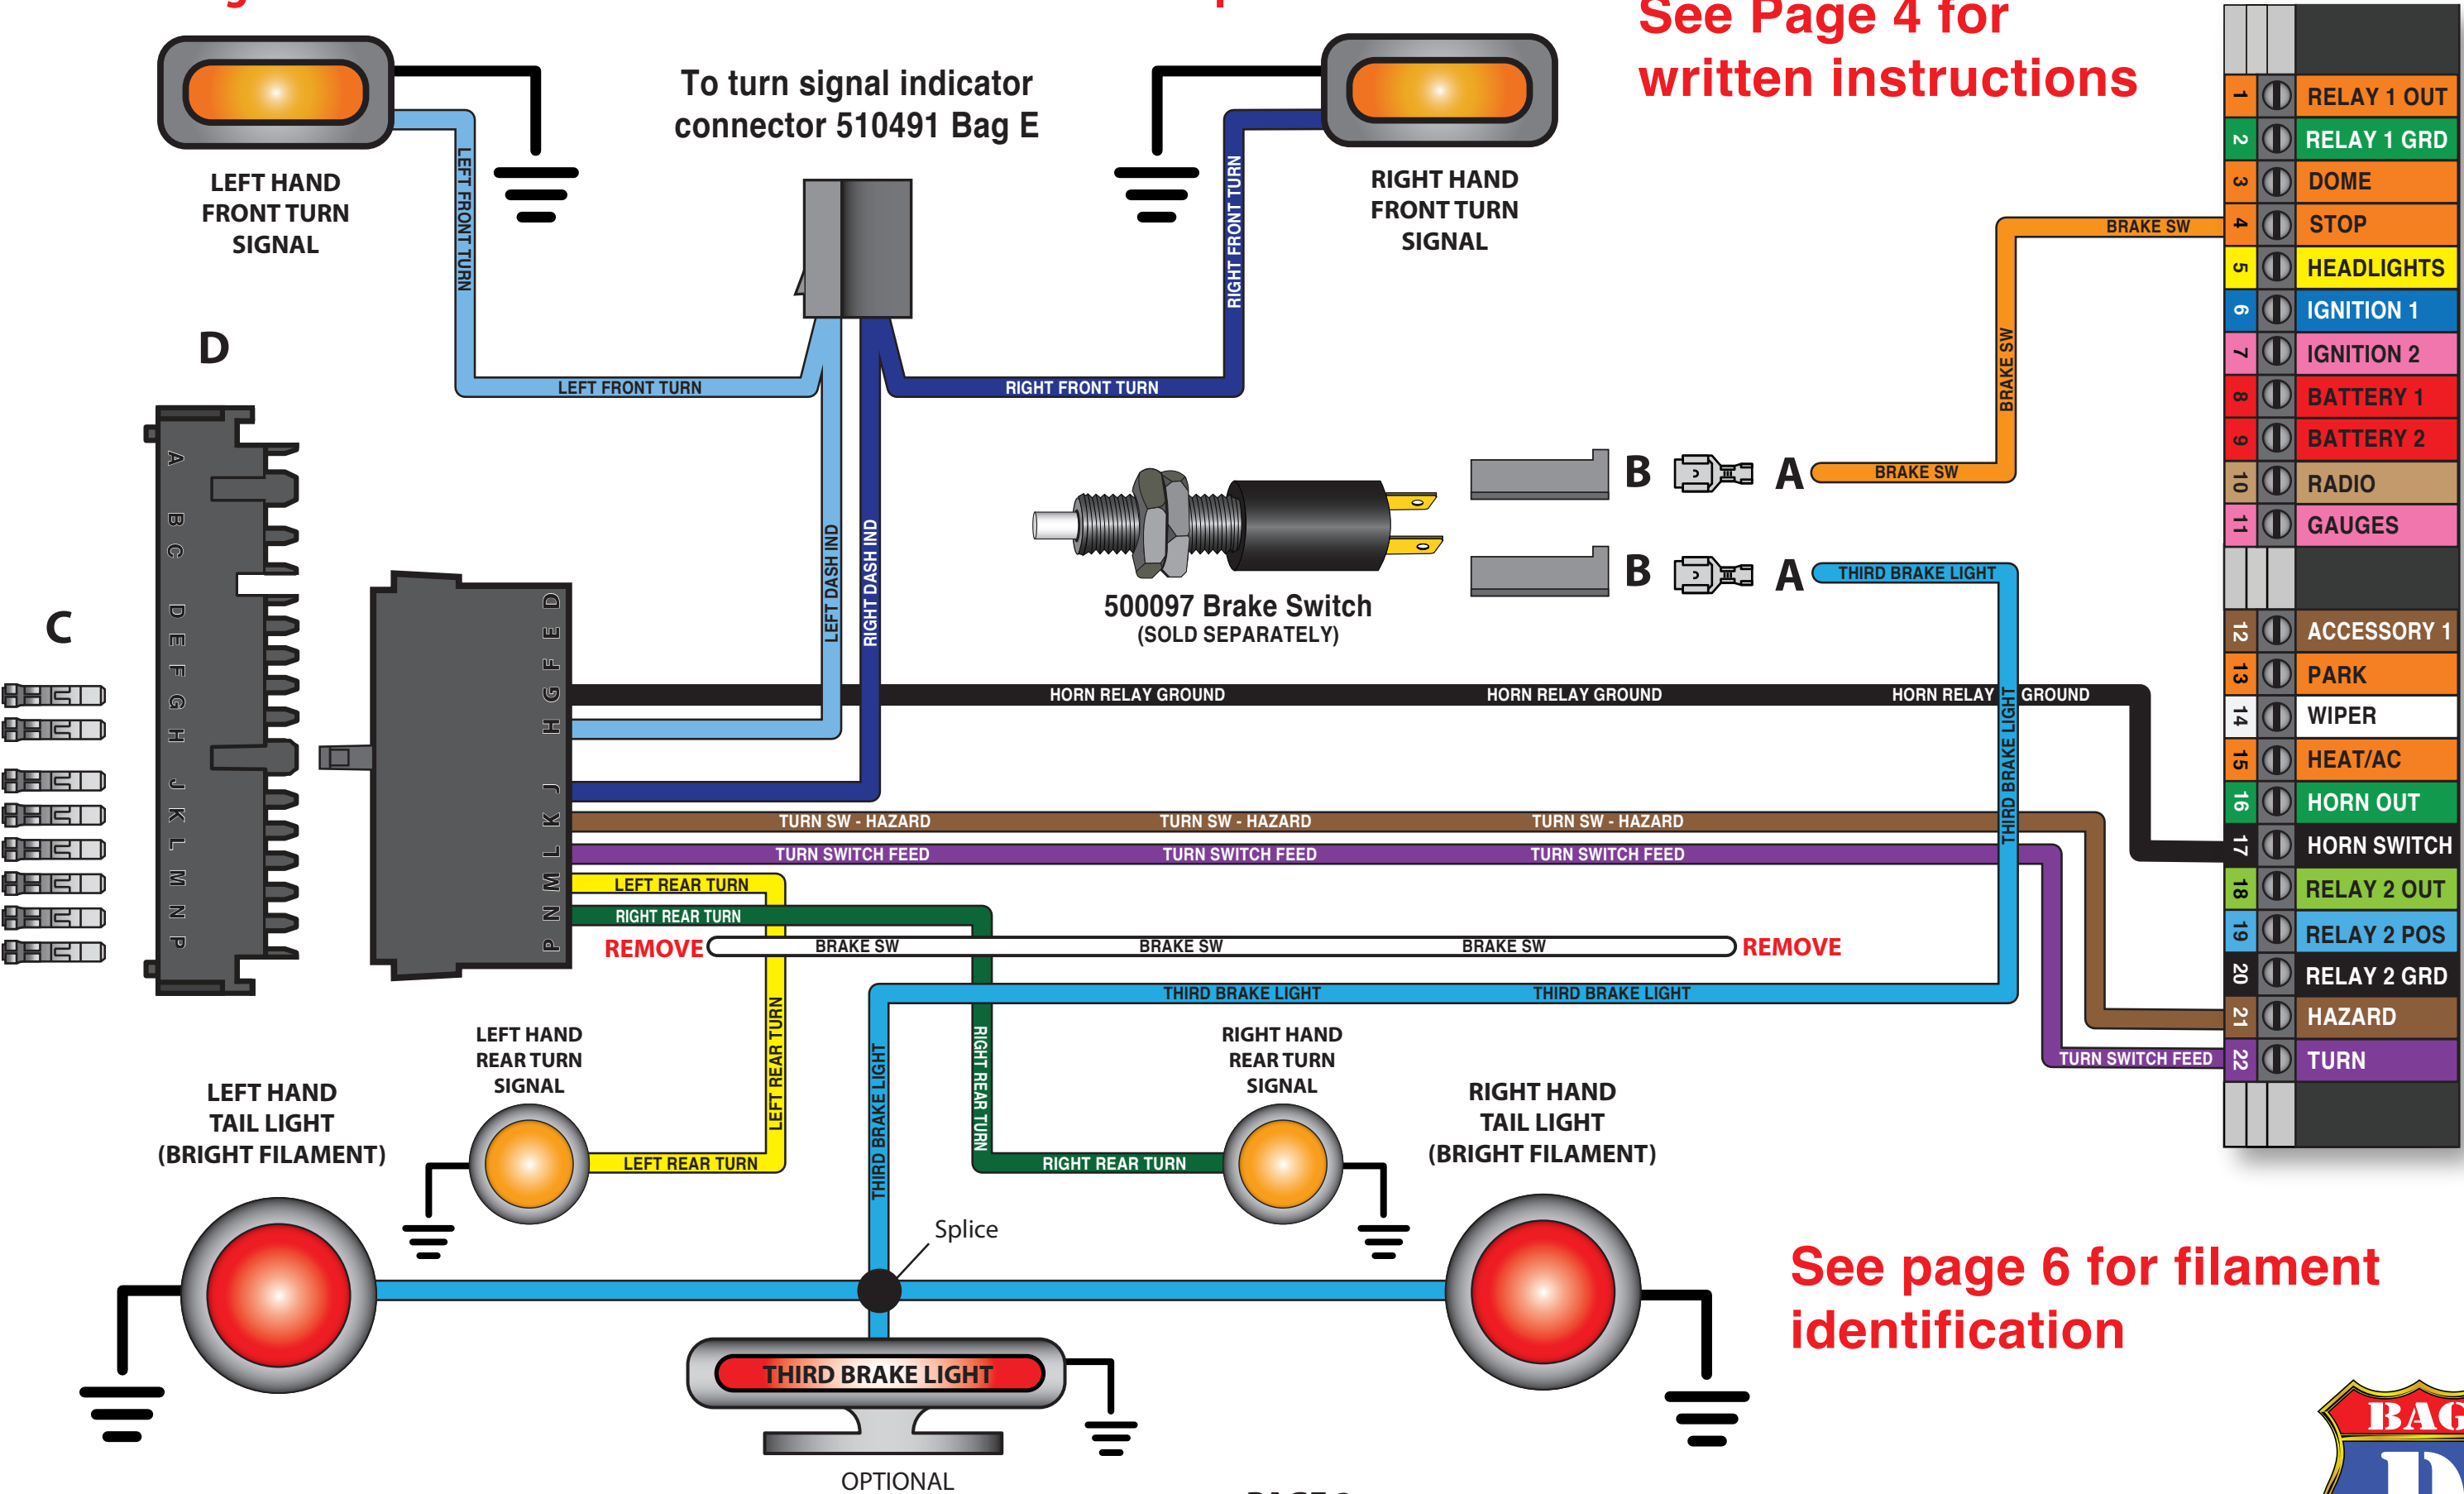 See Page 4 for
written instructions
To turn signal indicator
connector 510491 Bag E
LEFT HAND
FRONT TURN
SIGNAL
RIGHT HAND
FRONT TURN
SIGNAL
LEFT FRONT TURN
LEFT FRONT TURN
RIGHT FRONT TURN
RIGHT FRONT TURN
D
C
A
B
C
D
E
F
G
H
J
K
L
M
N
P
D
E
F
G
H
J
K
L
M
N
P
LEFT DASH IND
RIGHT DASH IND
500097 Brake Switch
(SOLD SEPARATELY)
B
A
BRAKE SW
BRAKE SW
BRAKE SW
B
A
THIRD BRAKE LIGHT
THIRD BRAKE LIGHT
HORN RELAY GROUND
HORN RELAY GROUND
HORN RELAY GROUND
TURN SW - HAZARD
TURN SW - HAZARD
TURN SW - HAZARD
TURN SWITCH FEED
TURN SWITCH FEED
TURN SWITCH FEED
TURN SWITCH FEED
LEFT REAR TURN
RIGHT REAR TURN
REMOVE
BRAKE SW
BRAKE SW
BRAKE SW
REMOVE
THIRD BRAKE LIGHT
THIRD BRAKE LIGHT
LEFT REAR TURN
THIRD BRAKE LIGHT
RIGHT REAR TURN
LEFT HAND
REAR TURN
SIGNAL
RIGHT HAND
REAR TURN
SIGNAL
LEFT REAR TURN
RIGHT REAR TURN
LEFT HAND
TAIL LIGHT
(BRIGHT FILAMENT)
RIGHT HAND
TAIL LIGHT
(BRIGHT FILAMENT)
Splice
THIRD BRAKE LIGHT
OPTIONAL
See page 6 for filament
identification
1 RELAY 1 OUT
2 RELAY 1 GRD
3 DOME
4 STOP
5 HEADLIGHTS
6 IGNITION 1
7 IGNITION 2
8 BATTERY 1
9 BATTERY 2
10 RADIO
11 GAUGES
12 ACCESSORY 1
13 PARK
14 WIPER
15 HEAT/AC
16 HORN OUT
17 HORN SWITCH
18 RELAY 2 OUT
19 RELAY 2 POS
20 RELAY 2 GRD
21 HAZARD
22 TURN
BAG
D